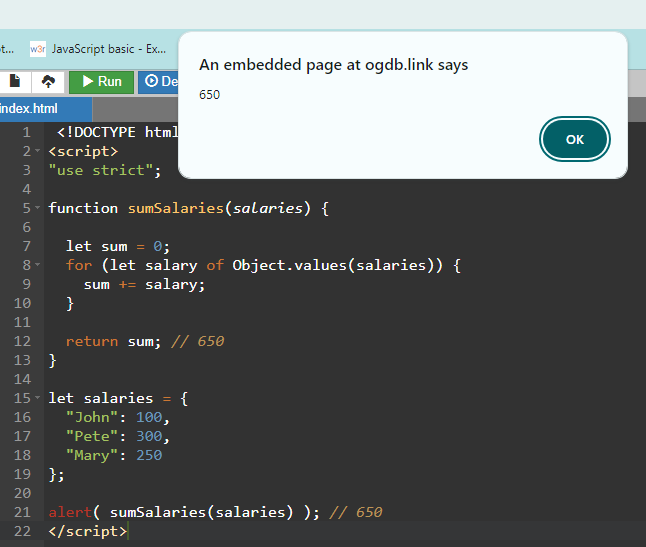 t...
w3r JavaScript basic - Ex...
An embedded page at ogdb.link says
650
OK
Run
De
index.html
1 <!DOCTYPE html
2 <script>
3 "use strict";
4
5 function sumSalaries(salaries) {
6
7 let sum = 0;
8 for (let salary of Object.values(salaries)) {
9 sum += salary;
10 }
11
12 return sum; // 650
13 }
14
15 let salaries = {
16 "John": 100,
17 "Pete": 300,
18 "Mary": 250
19 };
20
21 alert( sumSalaries(salaries) ); // 650
22 </script>